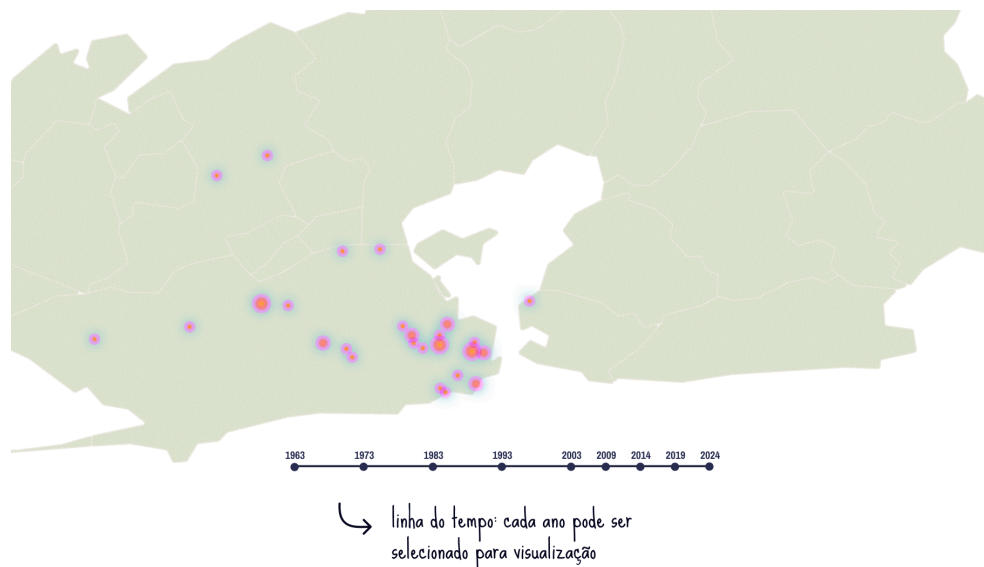 1963 1973 1983 1993 2003 2009 2014 2019 2024
linha do tempo: cada ano pode ser
selecionado para visualização